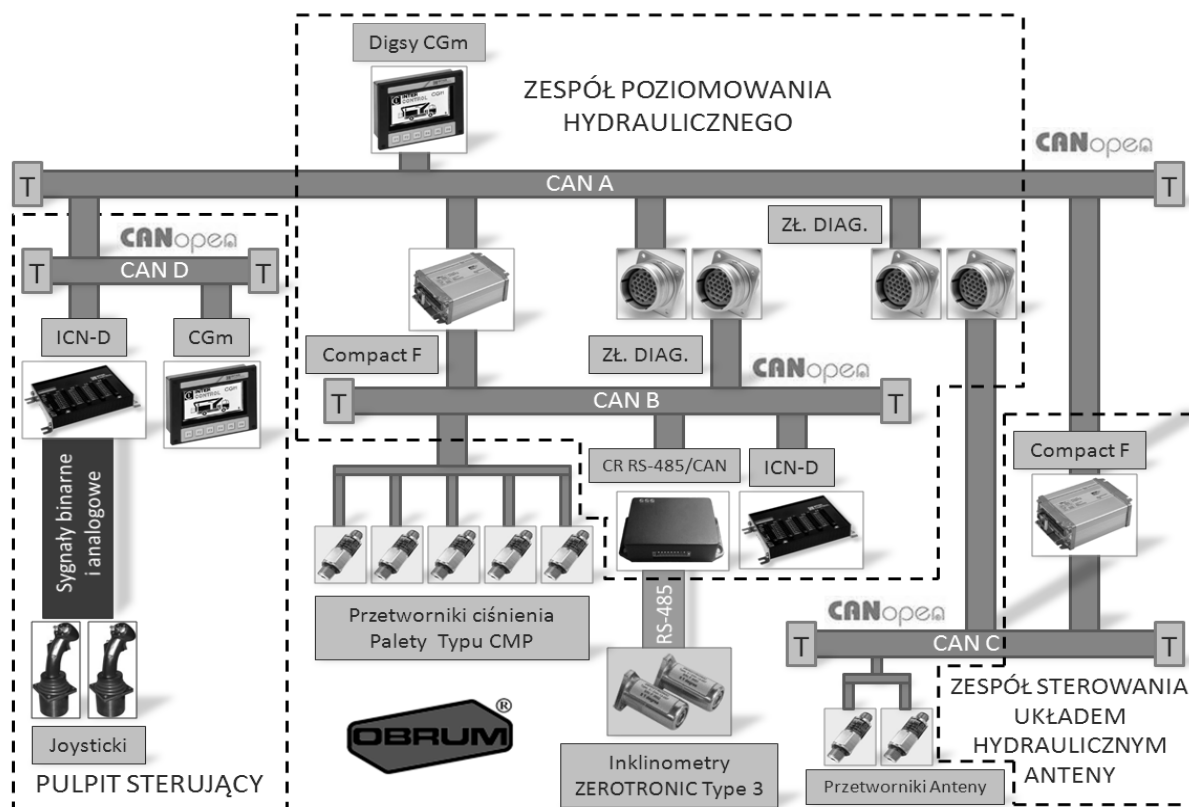 Digsy CGm
ZESPÓŁ POZIOMOWANIA
HYDRAULICZNEGO
CANopen
T
CAN A
T
CANopen
ZŁ. DIAG.
T
CAN D
T
ICN-D
CGm
Compact F
ZŁ. DIAG.
CANopen
T
CAN B
T
Compact F
CR RS-485/CAN
ICN-D
Sygnały binarne
i analogowe
Przetworniki ciśnienia
Palety Typu CMP
RS-485
CANopen
T
CAN C
T
ZESPÓŁ STEROWANIA
UKŁADEM
HYDRAULICZNYM
ANTENY
OBRUM®
Joysticki
PULPIT STERUJĄCY
Inklinometry
ZEROTRONIC Type 3
Przetworniki Anteny